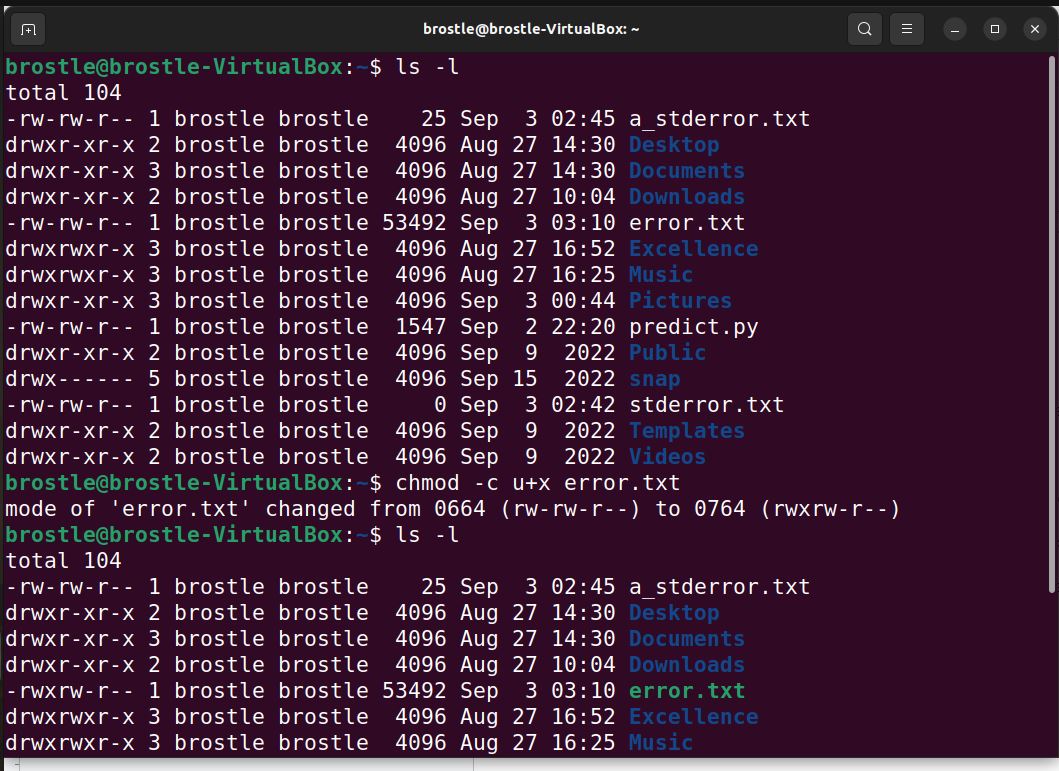 brostle@brostle-VirtualBox: ~
brostle@brostle-VirtualBox:~$ ls -l
total 104
-rw-rw-r-- 1 brostle brostle    25 Sep  3 02:45 a_stderror.txt
drwxr-xr-x 2 brostle brostle  4096 Aug 27 14:30 Desktop
drwxr-xr-x 3 brostle brostle  4096 Aug 27 14:30 Documents
drwxr-xr-x 2 brostle brostle  4096 Aug 27 10:04 Downloads
-rw-rw-r-- 1 brostle brostle 53492 Sep  3 03:10 error.txt
drwxrwxr-x 3 brostle brostle  4096 Aug 27 16:52 Excellence
drwxrwxr-x 3 brostle brostle  4096 Aug 27 16:25 Music
drwxr-xr-x 3 brostle brostle  4096 Sep  3 00:44 Pictures
-rw-rw-r-- 1 brostle brostle  1547 Sep  2 22:20 predict.py
drwxr-xr-x 2 brostle brostle  4096 Sep  9  2022 Public
drwx------ 5 brostle brostle  4096 Sep 15  2022 snap
-rw-rw-r-- 1 brostle brostle     0 Sep  3 02:42 stderror.txt
drwxr-xr-x 2 brostle brostle  4096 Sep  9  2022 Templates
drwxr-xr-x 2 brostle brostle  4096 Sep  9  2022 Videos
brostle@brostle-VirtualBox:~$ chmod -c u+x error.txt
mode of 'error.txt' changed from 0664 (rw-rw-r--) to 0764 (rwxrw-r--)
brostle@brostle-VirtualBox:~$ ls -l
total 104
-rw-rw-r-- 1 brostle brostle    25 Sep  3 02:45 a_stderror.txt
drwxr-xr-x 2 brostle brostle  4096 Aug 27 14:30 Desktop
drwxr-xr-x 3 brostle brostle  4096 Aug 27 14:30 Documents
drwxr-xr-x 2 brostle brostle  4096 Aug 27 10:04 Downloads
-rwxrw-r-- 1 brostle brostle 53492 Sep  3 03:10 error.txt
drwxrwxr-x 3 brostle brostle  4096 Aug 27 16:52 Excellence
drwxrwxr-x 3 brostle brostle  4096 Aug 27 16:25 Music